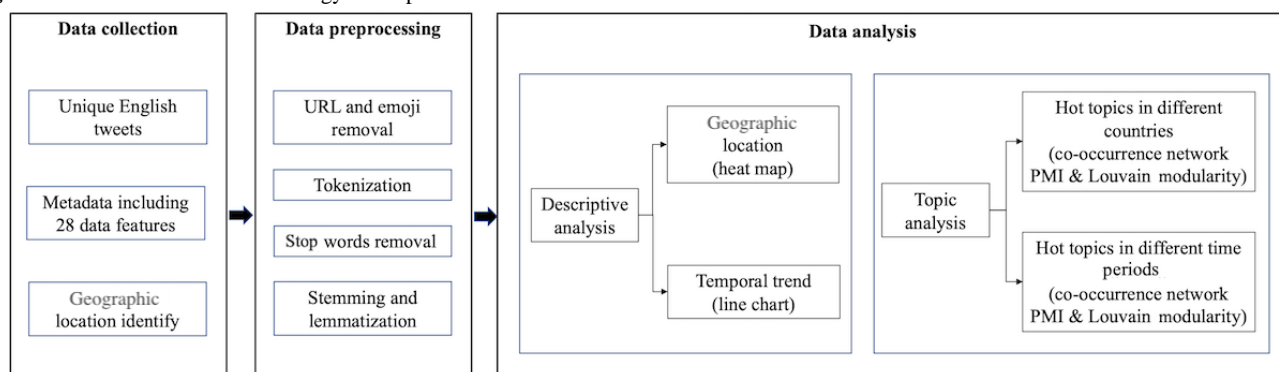 Data collection
Unique English
tweets
Metadata including
28 data features
Geographic
location identify
Data preprocessing
URL and emoji
removal
Tokenization
Stop words removal
Stemming and
lemmatization
Data analysis
Descriptive
analysis
Geographic
location
(heat map)
Temporal trend
(line chart)
Topic
analysis
Hot topics in different
countries
(co-occurrence network
PMI & Louvain modularity)
Hot topics in different time
periods
(co-occurrence network
PMI & Louvain modularity)